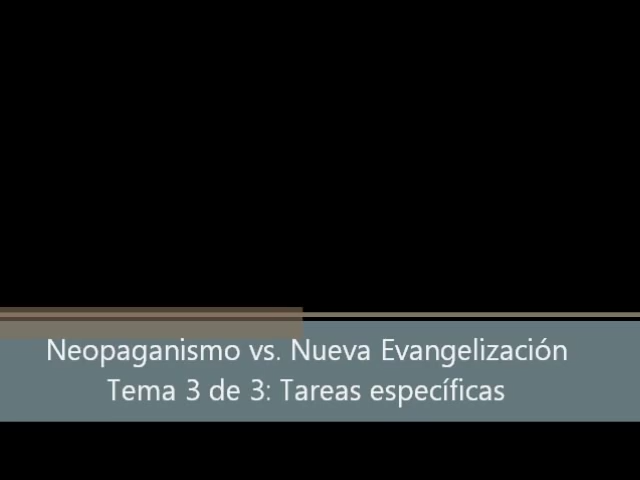 Neopaganismo vs. Nueva Evangelización
Tema 3 de 3: Tareas específicas